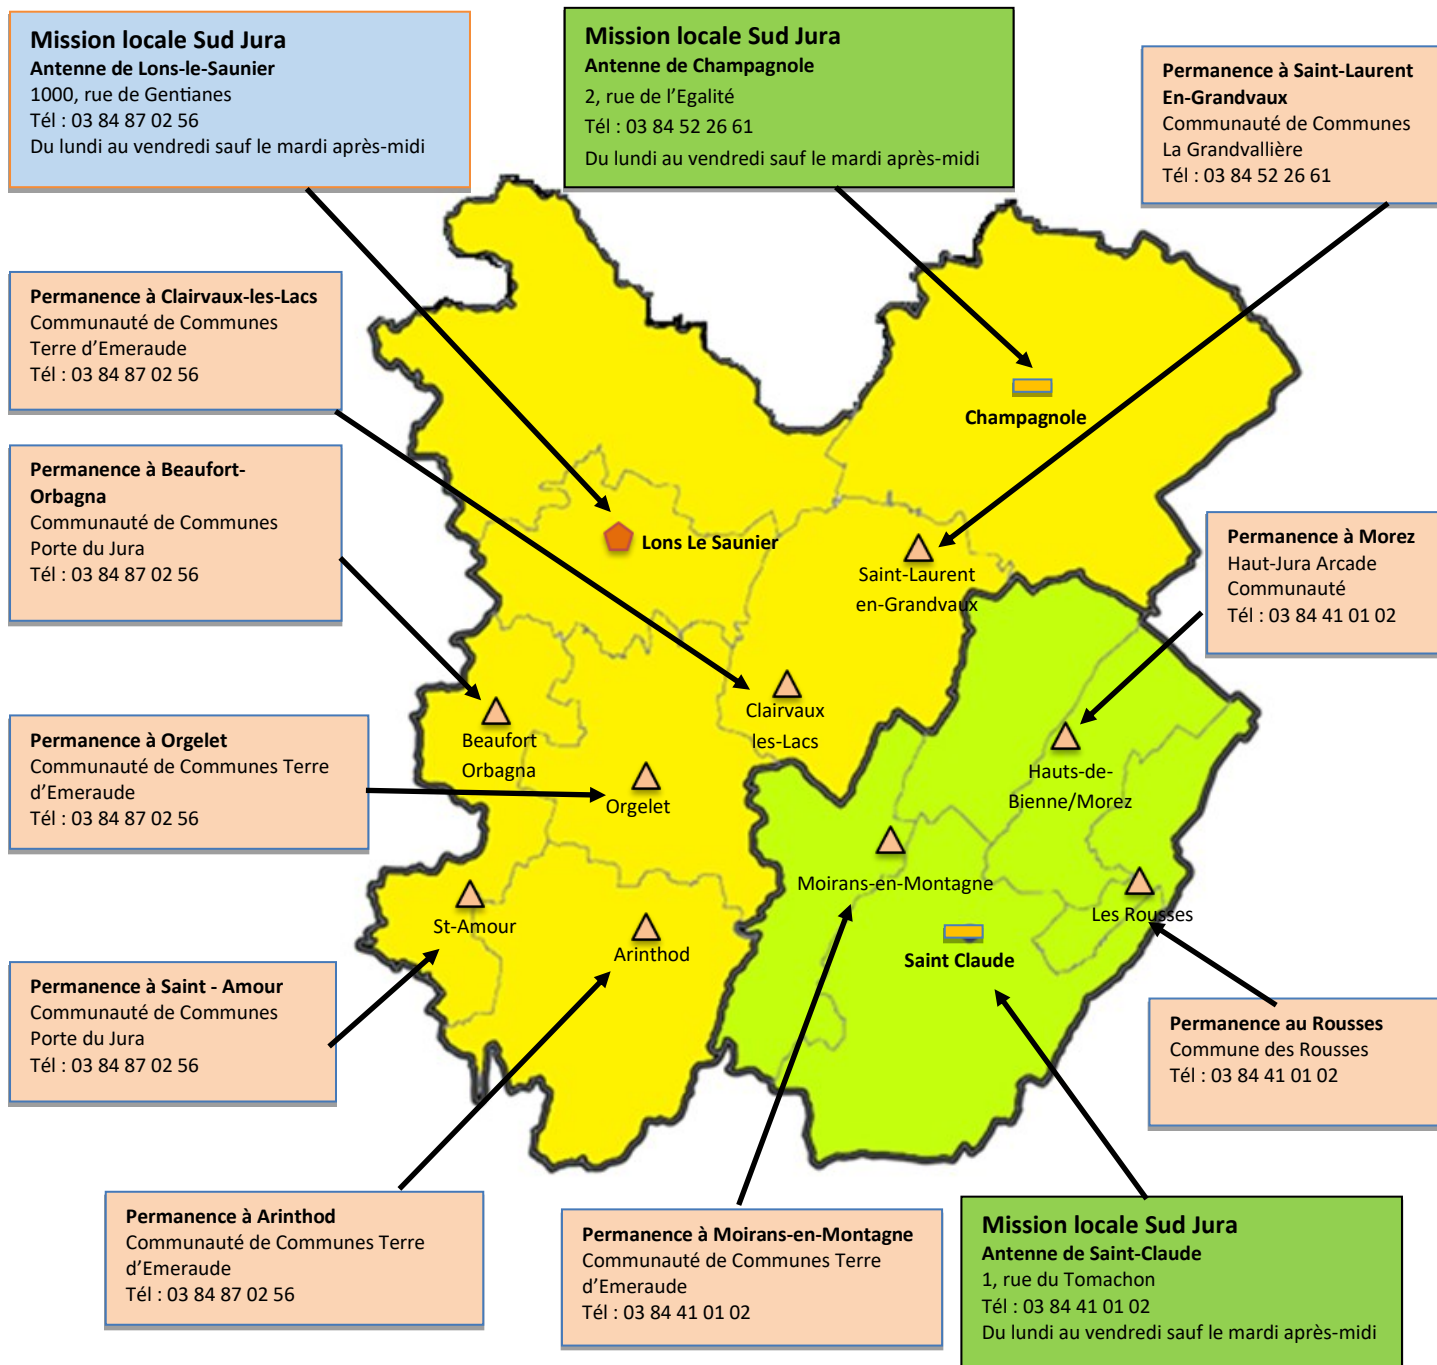 Mission locale Sud Jura
Antenne de Lons-le-Saunier
1000, rue de Gentianes
Tél : 03 84 87 02 56
Du lundi au vendredi sauf le mardi après-midi
Mission locale Sud Jura
Antenne de Champagnole
2, rue de l’Egalité
Tél : 03 84 52 26 61
Du lundi au vendredi sauf le mardi après-midi
Permanence à Saint-Laurent
En-Grandvaux
Communauté de Communes
La Grandvallière
Tél : 03 84 52 26 61
Permanence à Clairvaux-les-Lacs
Communauté de Communes
Terre d’Emeraude
Tél : 03 84 87 02 56
Permanence à Beaufort-
Orbagna
Communauté de Communes
Porte du Jura
Tél : 03 84 87 02 56
Champagnole
Lons Le Saunier
Saint-Laurent
en-Grandvaux
Permanence à Morez
Haut-Jura Arcade
Communauté
Tél : 03 84 41 01 02
Clairvaux
les-Lacs
Beaufort
Orbagna
Orgelet
Hauts-de-
Bienne/Morez
Permanence à Orgelet
Communauté de Communes Terre
d’Emeraude
Tél : 03 84 87 02 56
Moirans-en-Montagne
Les Rousses
St-Amour
Arinthod
Saint Claude
Permanence à Saint - Amour
Communauté de Communes
Porte du Jura
Tél : 03 84 87 02 56
Permanence au Rousses
Commune des Rousses
Tél : 03 84 41 01 02
Permanence à Arinthod
Communauté de Communes Terre
d’Emeraude
Tél : 03 84 87 02 56
Permanence à Moirans-en-Montagne
Communauté de Communes Terre
d’Emeraude
Tél : 03 84 41 01 02
Mission locale Sud Jura
Antenne de Saint-Claude
1, rue du Tomachon
Tél : 03 84 41 01 02
Du lundi au vendredi sauf le mardi après-midi